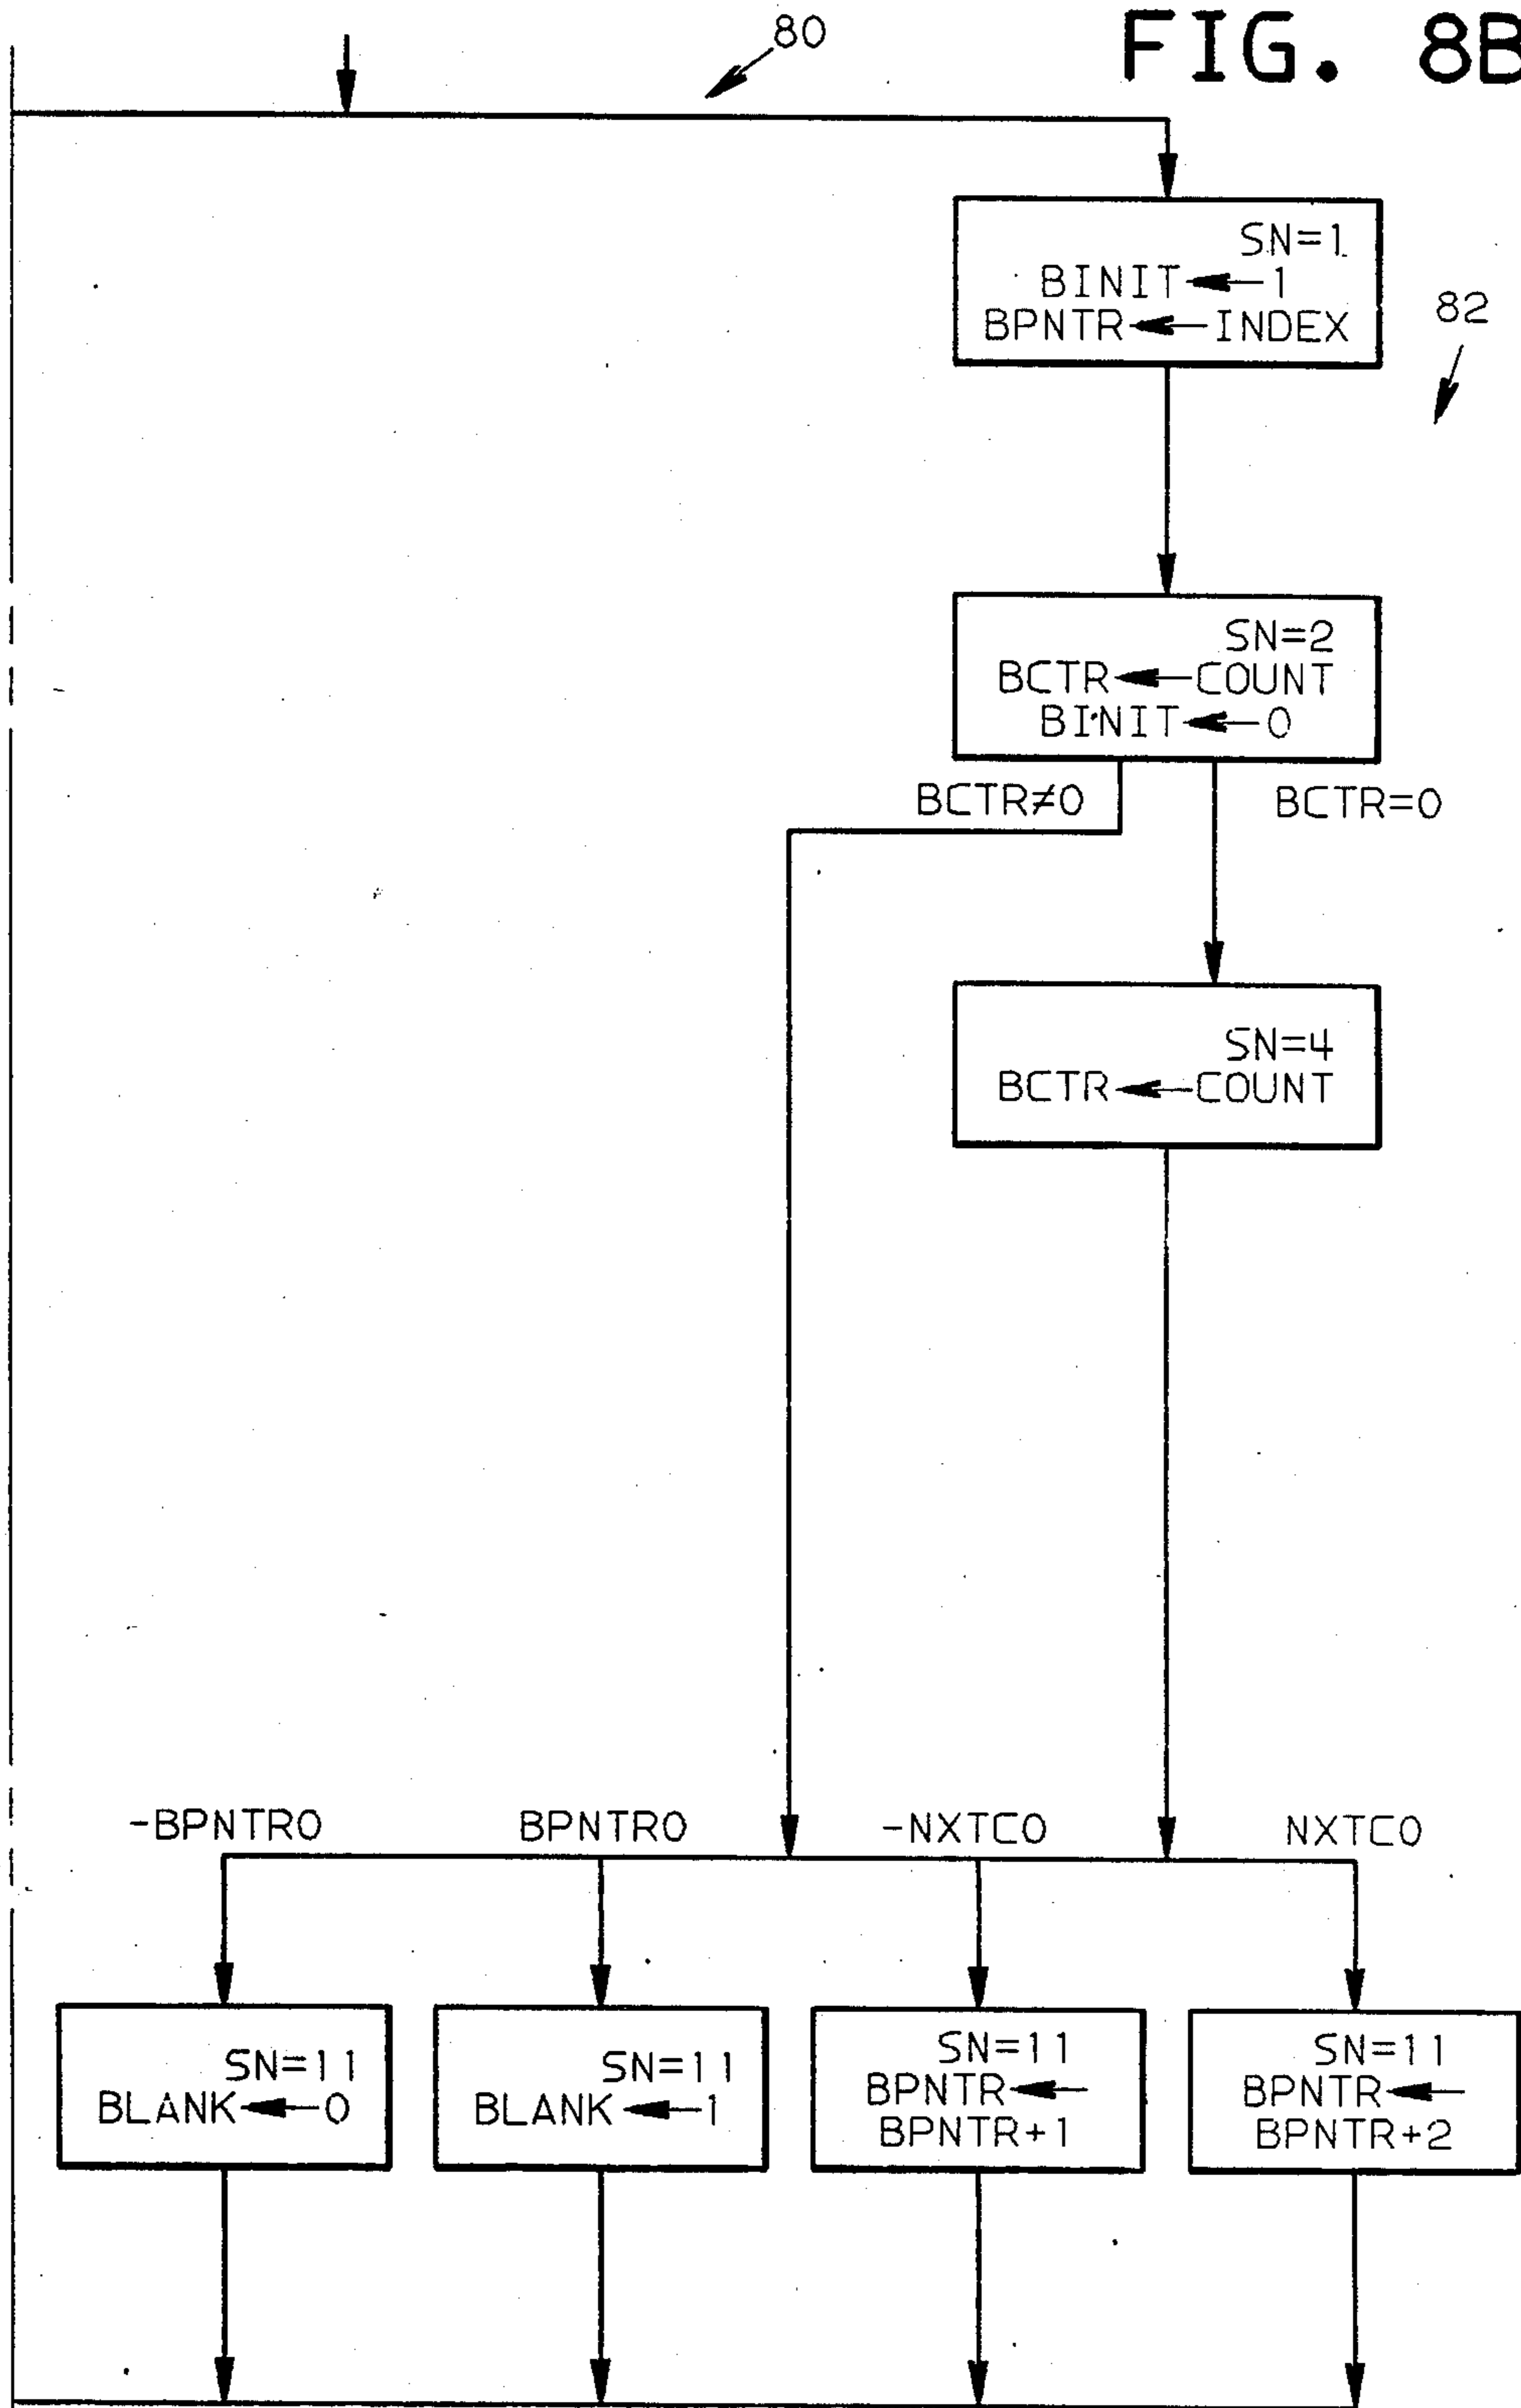 FIG. 8B
80
SN=1
BINIT←1
BPNTR←INDEX
82
SN=2
BCTR←COUNT
BINIT←0
BCTR≠0
BCTR=0
SN=4
BCTR←COUNT
-BPNTR0
BPNTR0
-NXTC0
NXTC0
SN=11
BLANK←0
SN=11
BLANK←1
SN=11
BPNTR←
BPNTR+1
SN=11
BPNTR←
BPNTR+2